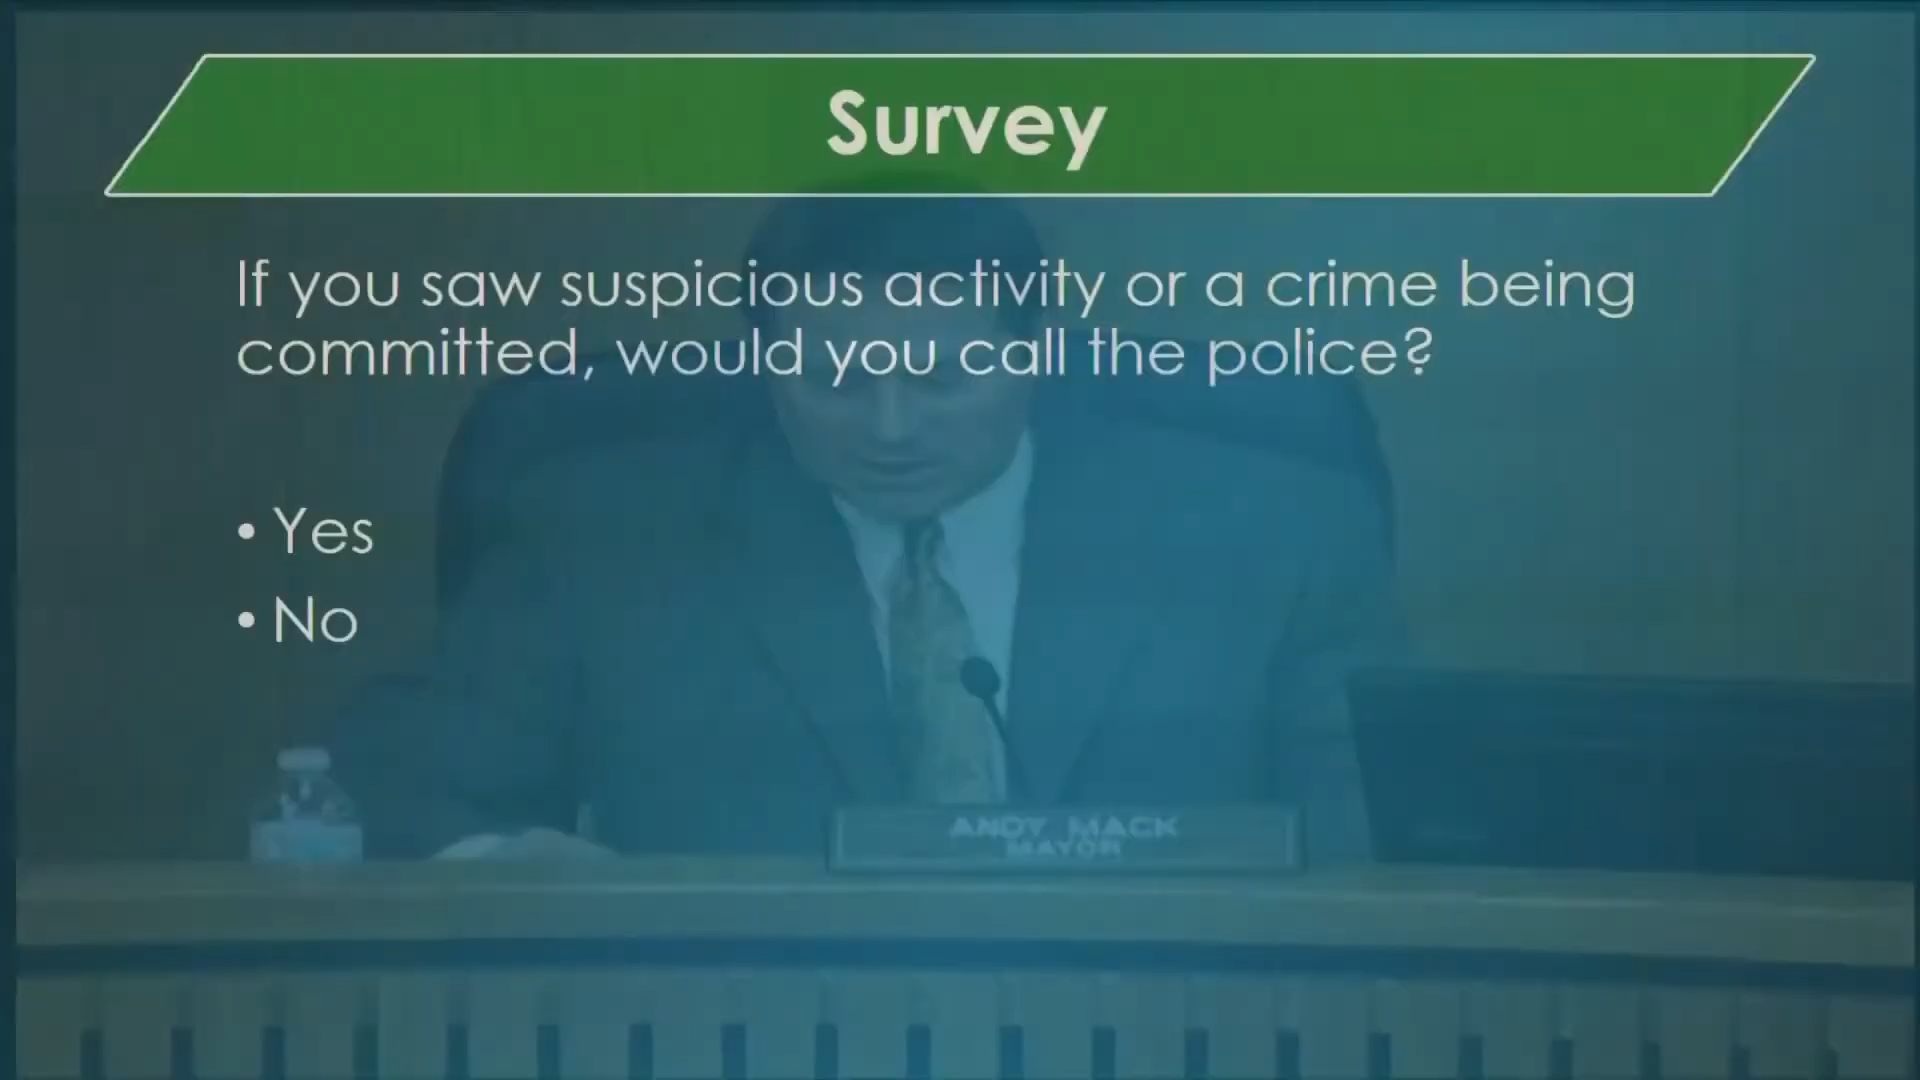 Survey
If you saw suspicious activity or a crime being
committed, would you call the police?
• Yes
• No
ANDY MACK
MAYOR